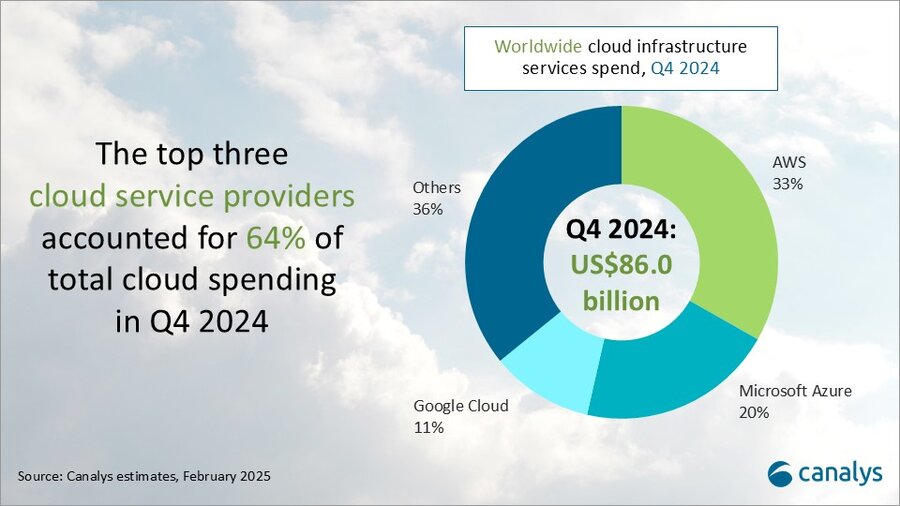 Worldwide cloud infrastructure
services spend, Q4 2024
The top three
cloud service providers
accounted for 64% of
total cloud spending
in Q4 2024
Others
36%
AWS
33%
Q4 2024:
US$86.0
billion
Google Cloud
11%
Microsoft Azure
20%
Source: Canalys estimates, February 2025
canalys